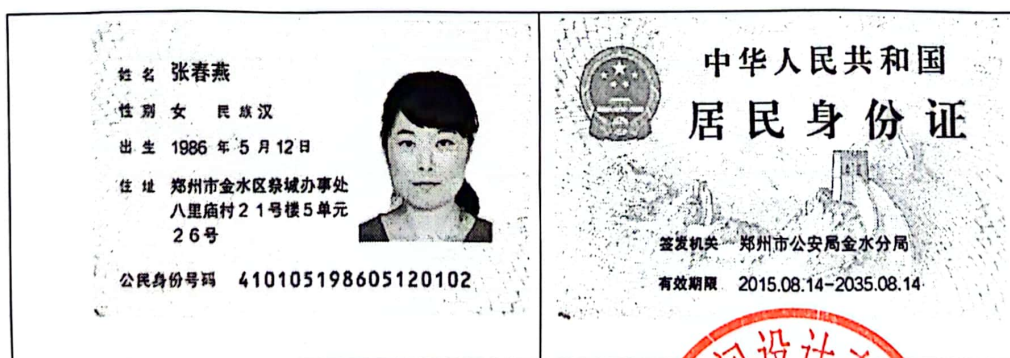 姓名 张春燕
性别 女 民族 汉
出生 1986 年 5 月 12 日
住址 郑州市金水区祭城办事处
八里庙村21号楼5单元
26号
公民身份号码 410105198605120102
中华人民共和国
居民身份证
签发机关 郑州市公安局金水分局
有效期限 2015.08.14-2035.08.14
设计